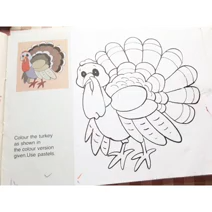 Colour the turkey
as shown in
the colour version
given.Use pastels.